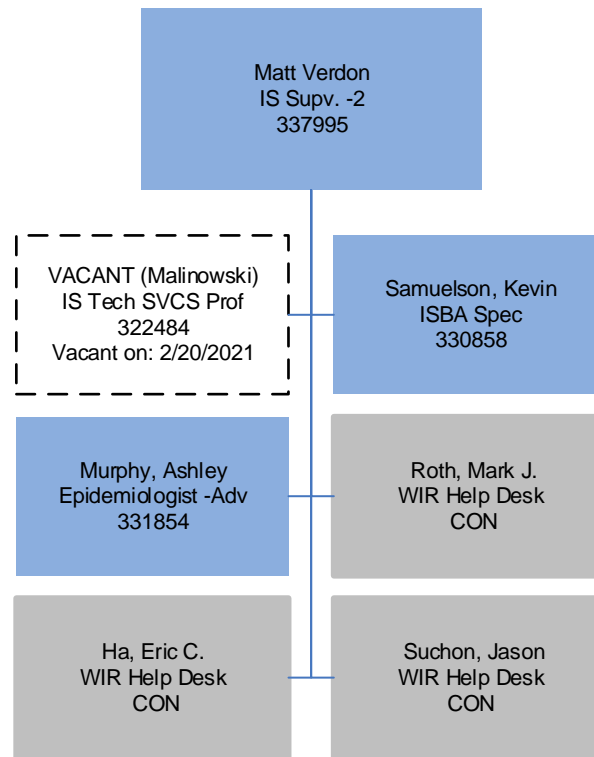 Matt Verdon
IS Supv. -2
337995
VACANT (Malinowski)
IS Tech SVCS Prof
322484
Vacant on: 2/20/2021
Samuelson, Kevin
ISBA Spec
330858
Murphy, Ashley
Epidemiologist -Adv
331854
Roth, Mark J.
WIR Help Desk
CON
Ha, Eric C.
WIR Help Desk
CON
Suchon, Jason
WIR Help Desk
CON